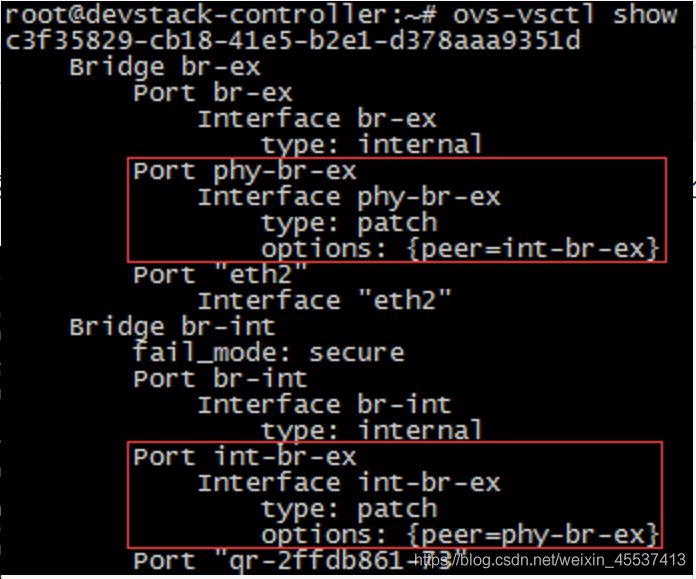 root@devstack-controller:~# ovs-vsctl show
c3f35829-cb18-41e5-b2e1-d378aaa9351d
Bridge br-ex
Port br-ex
Interface br-ex
type: internal
Port phy-br-ex
Interface phy-br-ex
type: patch
options: {peer=int-br-ex}
Port "eth2"
Interface "eth2"
Bridge br-int
fail_mode: secure
Port br-int
Interface br-int
type: internal
Port int-br-ex
Interface int-br-ex
type: patch
options: {peer=phy-br-ex}
Port "qr-2ffdb861-73"
https://blog.csdn.net/weixin_45537413